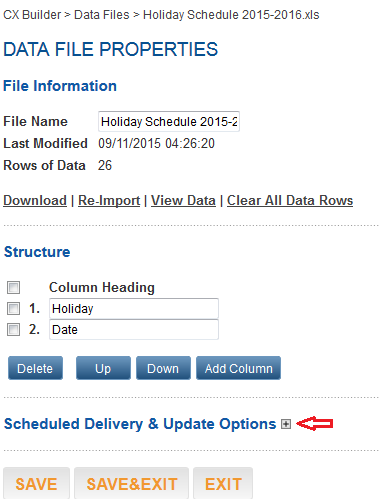 CX Builder > Data Files > Holiday Schedule 2015-2016.xls
DATA FILE PROPERTIES
File Information
File Name Holiday Schedule 2015-2
Last Modified 09/11/2015 04:26:20
Rows of Data 26
Download | Re-Import | View Data | Clear All Data Rows
Structure
Column Heading
1. Holiday
2. Date
Delete Up Down Add Column
Scheduled Delivery & Update Options
SAVE SAVE&EXIT EXIT